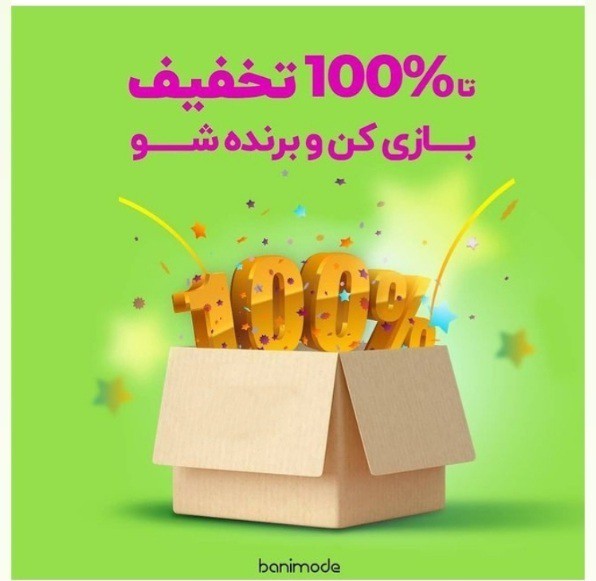 تا 100% تخفیف
بازی کن و برنده شو
100%
banimode